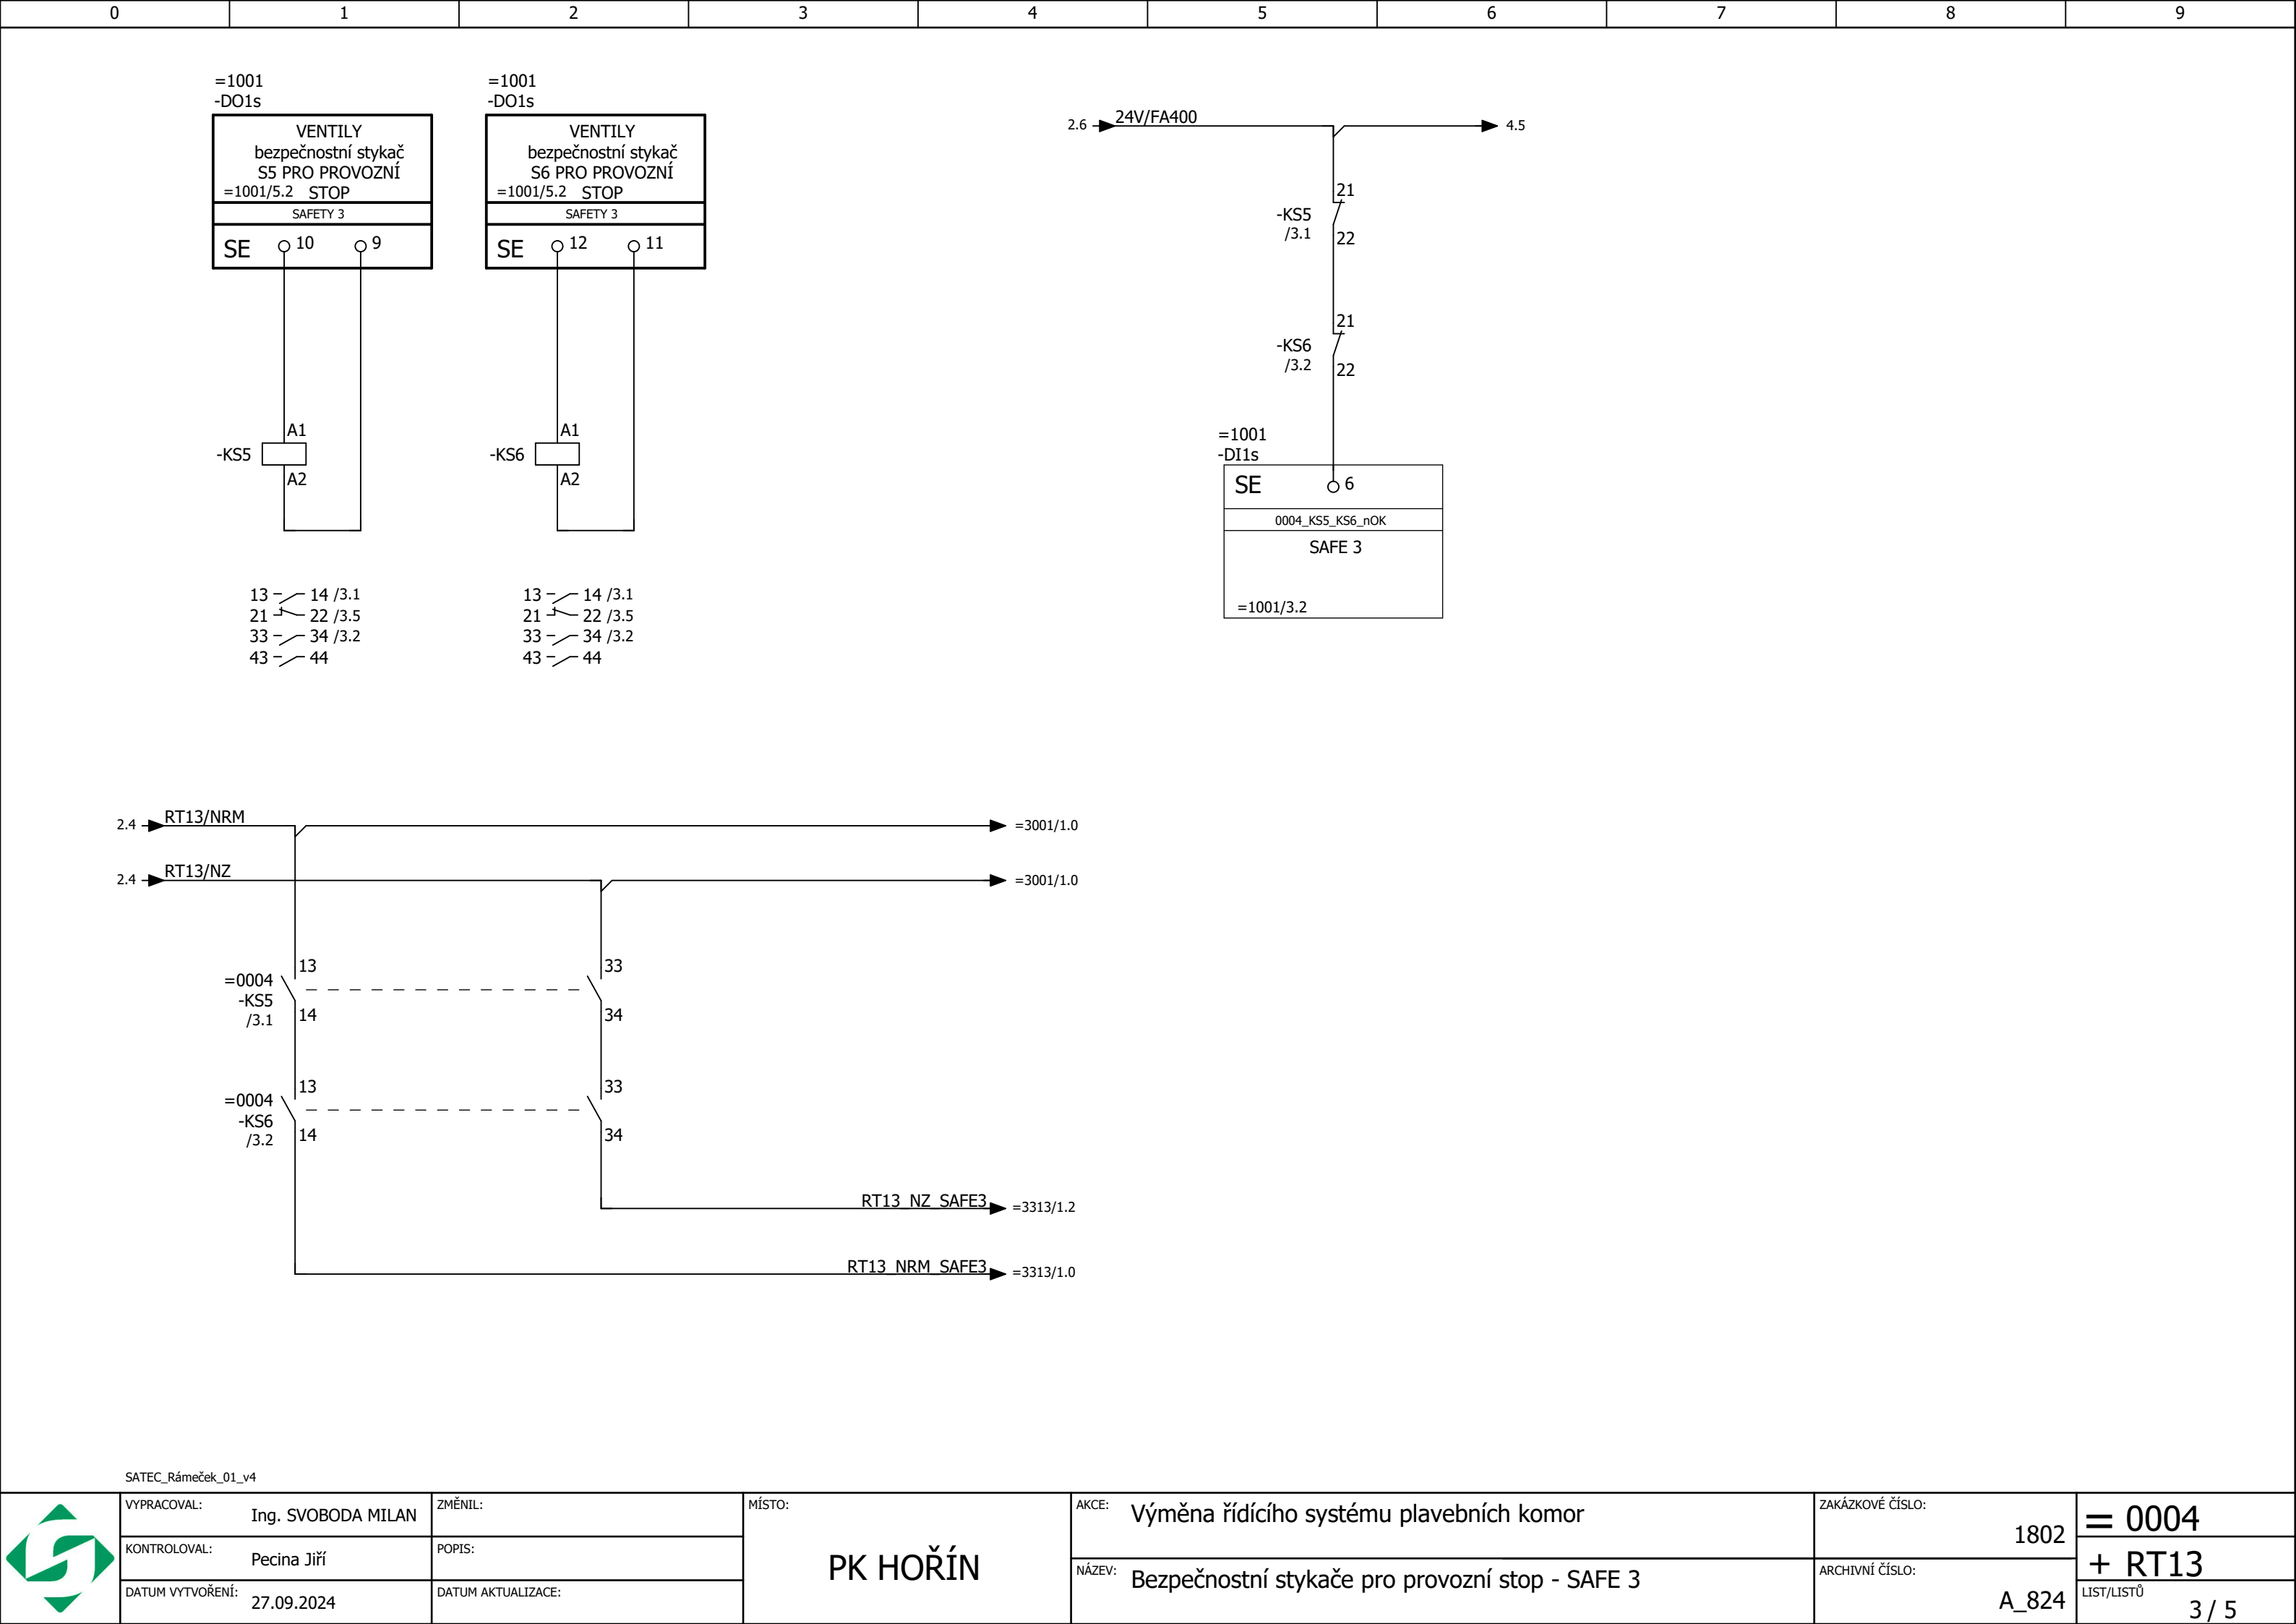 0 1 2 3 4 5 6 7 8 9
=1001
-DO1s
VENTILY
bezpečnostní stykač
S5 PRO PROVOZNÍ
=1001/5.2 STOP
SAFETY 3
SE 10 9
A1
-KS5
A2
13 14 /3.1
21 22 /3.5
33 34 /3.2
43 44
=1001
-DO1s
VENTILY
bezpečnostní stykač
S6 PRO PROVOZNÍ
=1001/5.2 STOP
SAFETY 3
SE 12 11
A1
-KS6
A2
13 14 /3.1
21 22 /3.5
33 34 /3.2
43 44
2.6 24V/FA400 4.5
21
-KS5
/3.1
22
21
-KS6
/3.2
22
=1001
-DI1s
SE 6
0004_KS5_KS6_nOK
SAFE 3
=1001/3.2
2.4 RT13/NRM =3001/1.0
2.4 RT13/NZ =3001/1.0
13 33
=0004
-KS5
/3.1
14 34
13 33
=0004
-KS6
/3.2
14 34
RT13_NZ_SAFE3 =3313/1.2
RT13_NRM_SAFE3 =3313/1.0
SATEC_Rámeček_01_v4
VYPRACOVAL: Ing. SVOBODA MILAN
KONTROLOVAL: Pecina Jiří
DATUM VYTVOŘENÍ: 27.09.2024
ZMĚNIL:
POPIS:
DATUM AKTUALIZACE:
MÍSTO:
PK HOŘÍN
AKCE: Výměna řídícího systému plavebních komor
NÁZEV: Bezpečnostní stykače pro provozní stop - SAFE 3
ZAKÁZKOVÉ ČÍSLO:
1802
ARCHIVNÍ ČÍSLO:
A_824
= 0004
+ RT13
LIST/LISTŮ
3 / 5